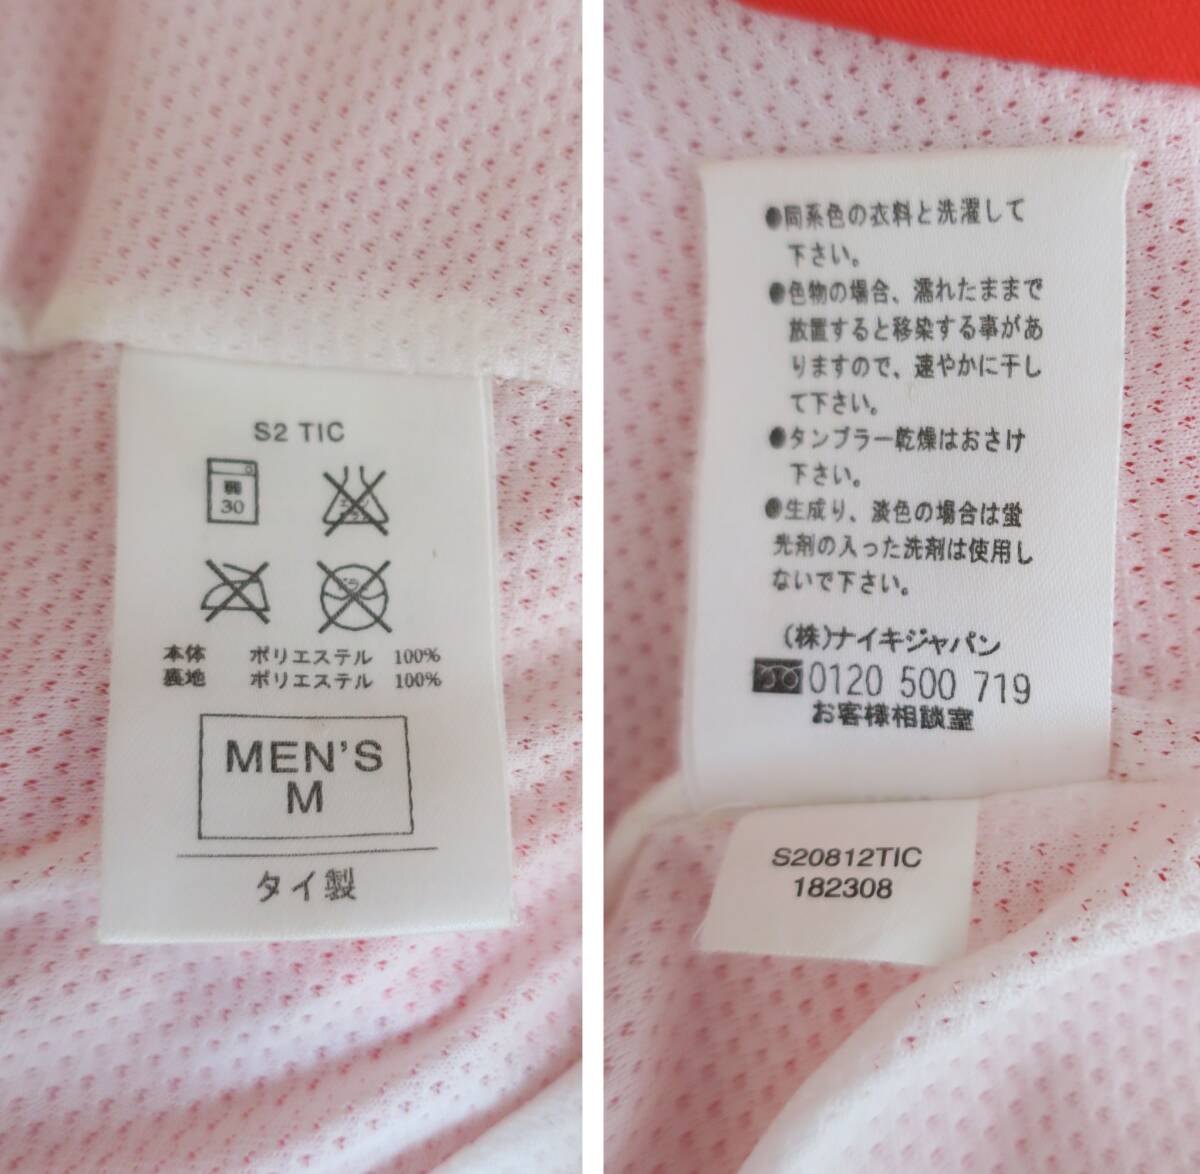 S2 TIC
30
エンソ
本体 ポリエステル 100%
裏地 ポリエステル 100%
MEN'S
M
タイ製
●同系色の衣料と洗濯して
下さい。
●色物の場合、濡れたままで
放置すると移染する事があ
りますので、速やかに干し
て下さい。
●タンブラー乾燥はおさけ
下さい。
●生成り、淡色の場合は蛍
光剤の入った洗剤は使用し
ないで下さい。
(株)ナイキジャパン
0120 500 719
お客様相談室
S20812TIC
182308